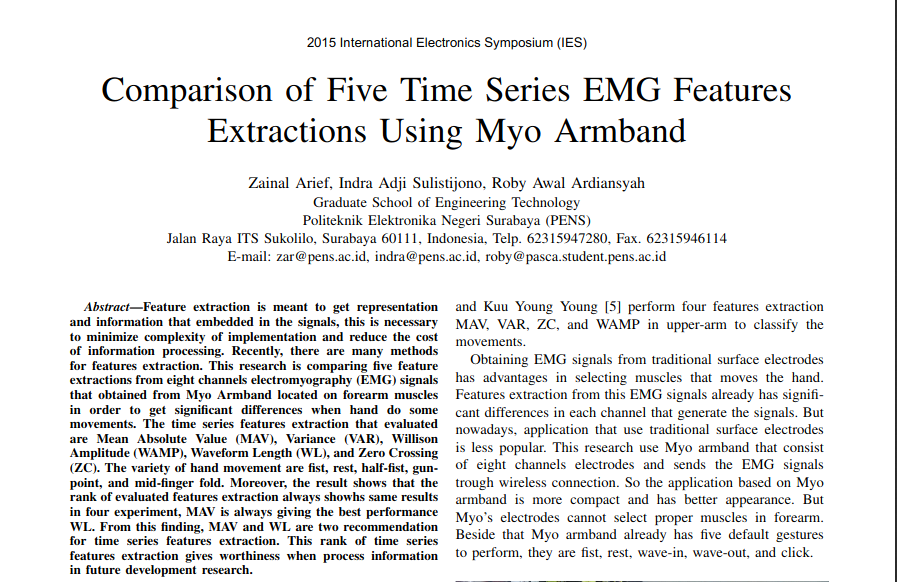 2015 International Electronics Symposium (IES)
Comparison of Five Time Series EMG Features
Extractions Using Myo Armband
Zainal Arief, Indra Adji Sulistijono, Roby Awal Ardiansyah
Graduate School of Engineering Technology
Politeknik Elektronika Negeri Surabaya (PENS)
Jalan Raya ITS Sukolilo, Surabaya 60111, Indonesia, Telp. 62315947280, Fax. 62315946114
E-mail: zar@pens.ac.id, indra@pens.ac.id, roby@pasca.student.pens.ac.id
Abstract—Feature extraction is meant to get representation
and information that embedded in the signals, this is necessary
to minimize complexity of implementation and reduce the cost
of information processing. Recently, there are many methods
for features extraction. This research is comparing five feature
extractions from eight channels electromyography (EMG) signals
that obtained from Myo Armband located on forearm muscles
in order to get significant differences when hand do some
movements. The time series features extraction that evaluated
are Mean Absolute Value (MAV), Variance (VAR), Willison
Amplitude (WAMP), Waveform Length (WL), and Zero Crossing
(ZC). The variety of hand movement are fist, rest, half-fist, gun-
point, and mid-finger fold. Moreover, the result shows that the
rank of evaluated features extraction always showhs same results
in four experiment, MAV is always giving the best performance
WL. From this finding, MAV and WL are two recommendation
for time series features extraction. This rank of time series
features extraction gives worthiness when process information
in future development research.
and Kuu Young Young [5] perform four features extraction
MAV, VAR, ZC, and WAMP in upper-arm to classify the
movements.
Obtaining EMG signals from traditional surface electrodes
has advantages in selecting muscles that moves the hand.
Features extraction from this EMG signals already has signifi-
cant differences in each channel that generate the signals. But
nowadays, application that use traditional surface electrodes
is less popular. This research use Myo armband that consist
of eight channels electrodes and sends the EMG signals
trough wireless connection. So the application based on Myo
armband is more compact and has better appearance. But
Myo's electrodes cannot select proper muscles in forearm.
Beside that Myo armband already has five default gestures
to perform, they are fist, rest, wave-in, wave-out, and click.